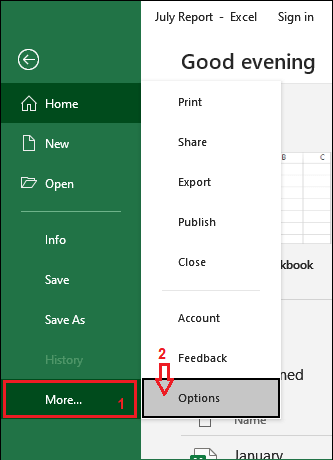 July Report - Excel Sign in
Good evening
Home
New
Open
Info
Save
Save As
History
More... 1
Print
Share
Export
Publish
Close
Account
Feedback
2
Options
B C
kbook
med
Name
January